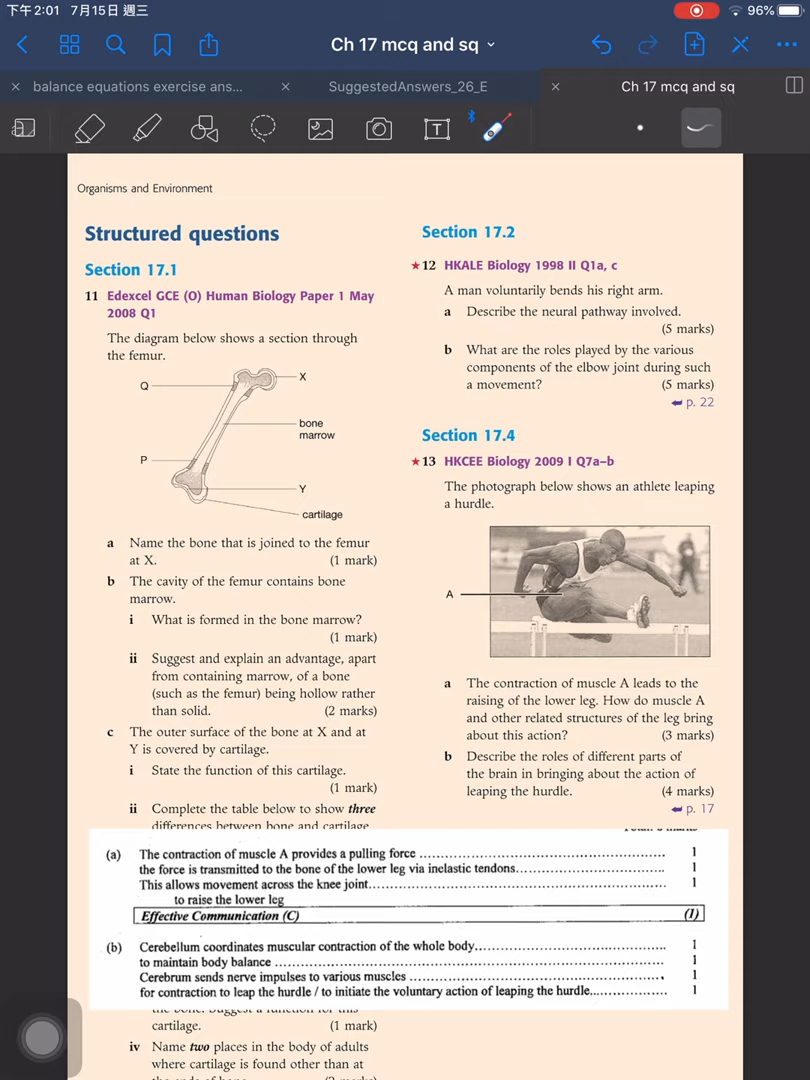 下午2:01 7月15日 週三
96%
Ch 17 mcq and sq
balance equations exercise ans...
SuggestedAnswers_26_E
Ch 17 mcq and sq
T
Organisms and Environment
Structured questions
Section 17.1
11 Edexcel GCE (O) Human Biology Paper 1 May
2008 Q1
The diagram below shows a section through
the femur.
Q
X
bone
marrow
P
Y
cartilage
a Name the bone that is joined to the femur
at X. (1 mark)
b The cavity of the femur contains bone
marrow.
i What is formed in the bone marrow?
(1 mark)
ii Suggest and explain an advantage, apart
from containing marrow, of a bone
(such as the femur) being hollow rather
than solid. (2 marks)
c The outer surface of the bone at X and at
Y is covered by cartilage.
i State the function of this cartilage.
(1 mark)
ii Complete the table below to show three
differences between bone and cartilage
Section 17.2
★12 HKALE Biology 1998 II Q1a, c
A man voluntarily bends his right arm.
a Describe the neural pathway involved.
(5 marks)
b What are the roles played by the various
components of the elbow joint during such
a movement? (5 marks)
p. 22
Section 17.4
★13 HKCEE Biology 2009 I Q7a–b
The photograph below shows an athlete leaping
a hurdle.
A
a The contraction of muscle A leads to the
raising of the lower leg. How do muscle A
and other related structures of the leg bring
about this action? (3 marks)
b Describe the roles of different parts of
the brain in bringing about the action of
leaping the hurdle. (4 marks)
p. 17
(a) The contraction of muscle A provides a pulling force 1
the force is transmitted to the bone of the lower leg via inelastic tendons 1
This allows movement across the knee joint 1
to raise the lower leg
Effective Communication (C) (1)
(b) Cerebellum coordinates muscular contraction of the whole body 1
to maintain body balance 1
Cerebrum sends nerve impulses to various muscles 1
for contraction to leap the hurdle / to initiate the voluntary action of leaping the hurdle 1
cartilage. (1 mark)
iv Name two places in the body of adults
where cartilage is found other than at